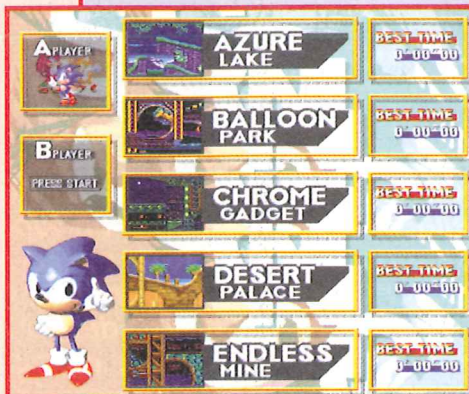 A PLAYER
B PLAYER
PRESS START
AZURE
LAKE
BEST TIME
0'00"00
BALLOON
PARK
BEST TIME
0'00"00
CHROME
GADGET
BEST TIME
0'00"00
DESERT
PALACE
BEST TIME
0'00"00
ENDLESS
MINE
BEST TIME
0'00"00